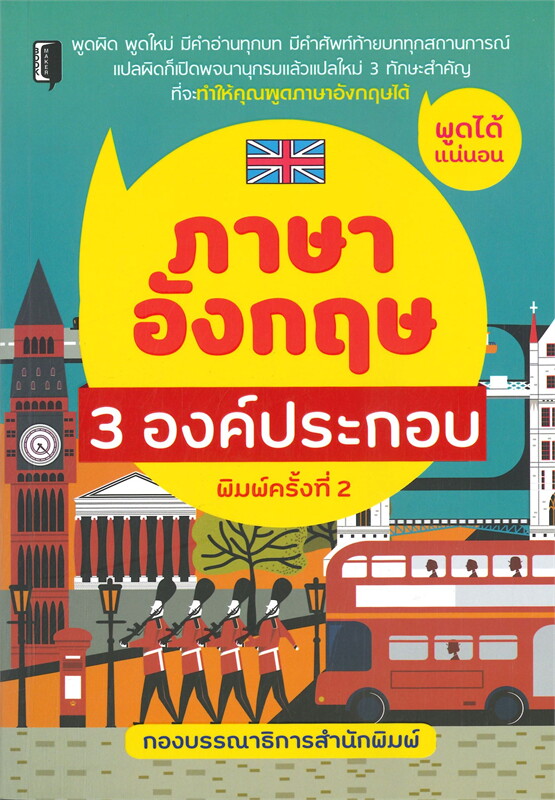 BOOK
MAKER
พูดผิด พูดใหม่ มีคำอ่านทุกบท มีคำศัพท์ท้ายบททุกสถานการณ์
แปลผิดก็เปิดพจนานุกรมแล้วแปลใหม่ 3 ทักษะสำคัญ
ที่จะทำให้คุณพูดภาษาอังกฤษได้
พูดได้
แน่นอน
ภาษา
อังกฤษ
3 องค์ประกอบ
พิมพ์ครั้งที่ 2
กองบรรณาธิการสำนักพิมพ์